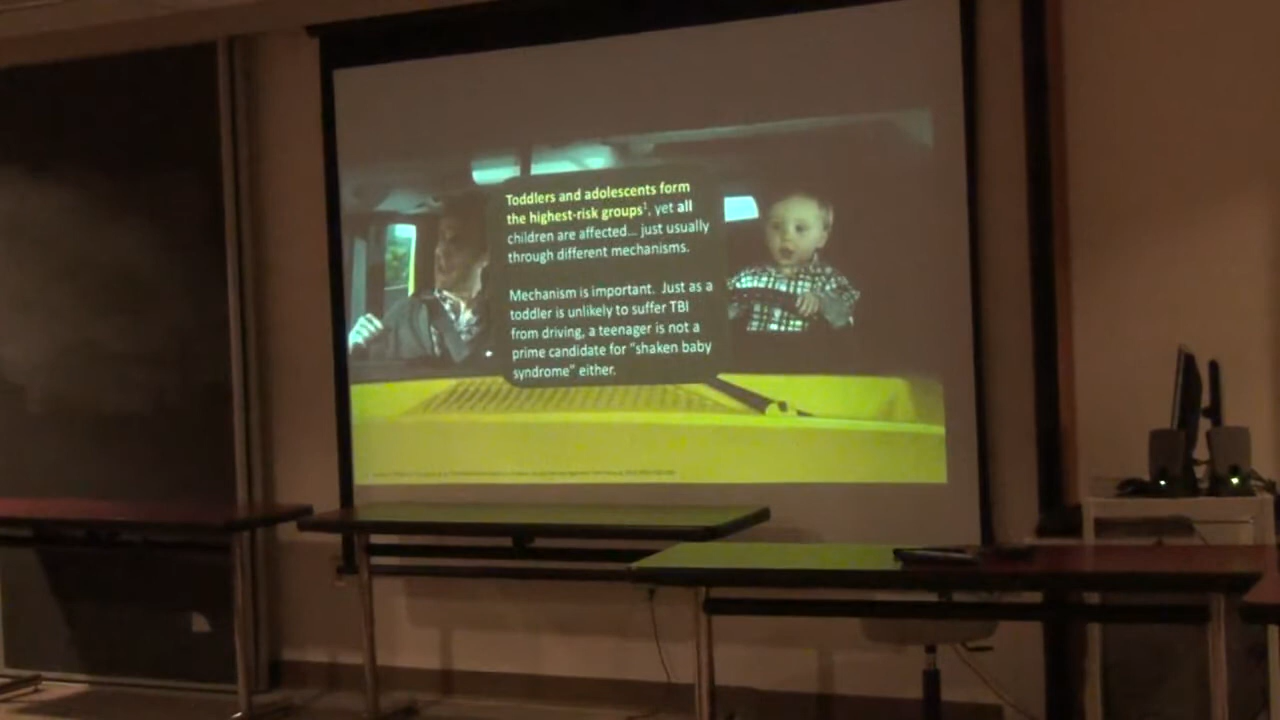 Toddlers and adolescents form
the highest-risk groups¹, yet all
children are affected... just usually
through different mechanisms.
Mechanism is important. Just as a
toddler is unlikely to suffer TBI
from driving, a teenager is not a
prime candidate for "shaken baby
syndrome" either.